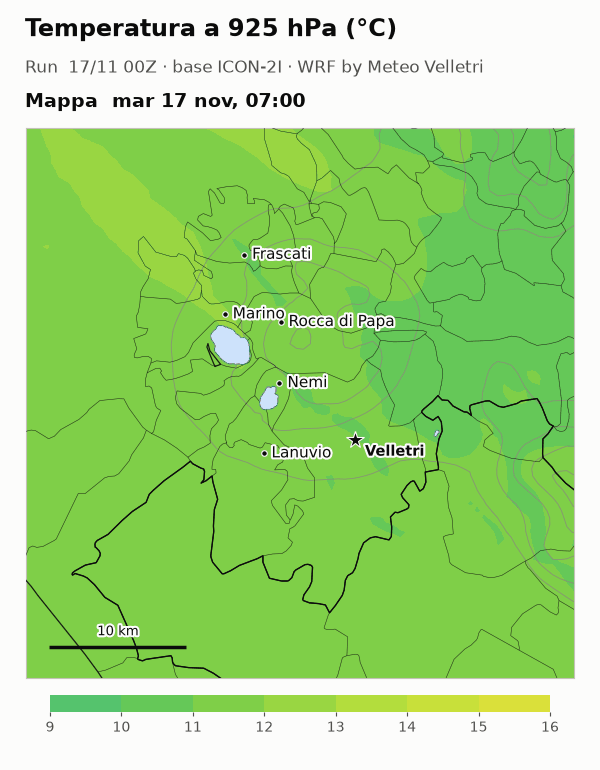 Temperatura a 925 hPa (°C)
Run  17/11 00Z · base ICON-2I · WRF by Meteo Velletri
Mappa  mar 17 nov, 07:00
Frascati
Marino
Rocca di Papa
Nemi
Velletri
Lanuvio
10 km
9 10 11 12 13 14 15 16